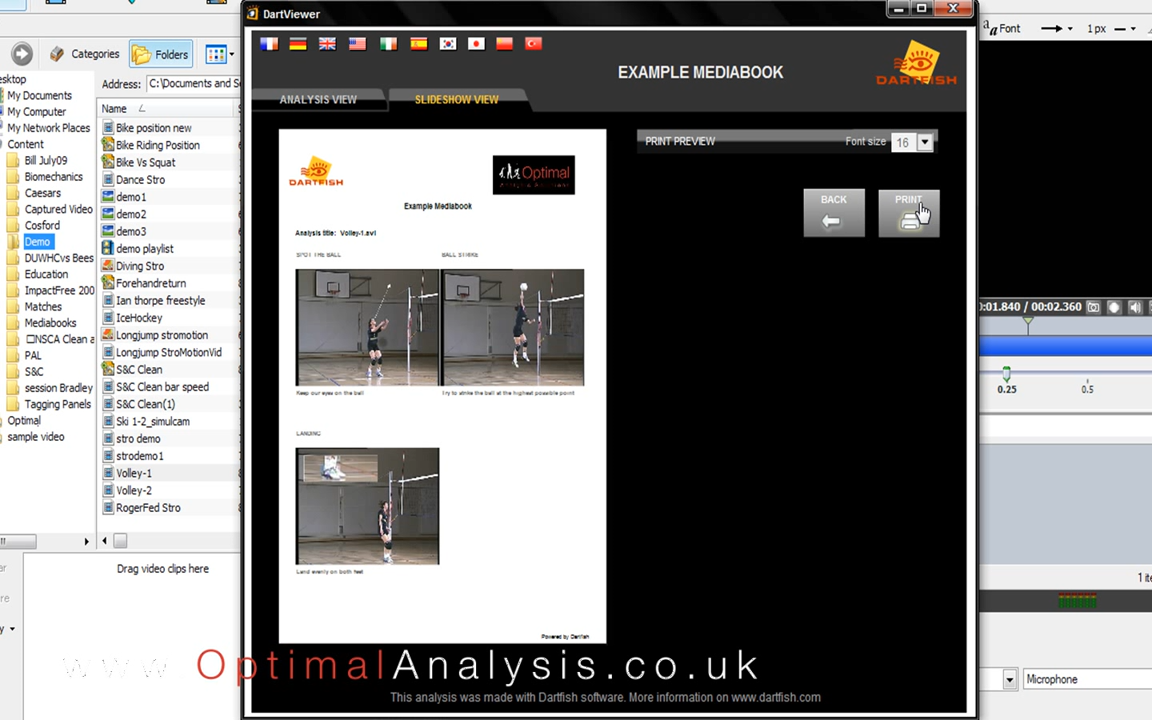 DartViewer
Font
1 px
Categories
Folders
Address: C:\Documents and Se
Name
Desktop
My Documents
My Computer
My Network Places
Content
Bill July09
Biomechanics
Caesars
Captured Video
Cosford
Demo
DUWHCvs Bees
Education
ImpactFree 200
Matches
Mediabooks
NSCA Clean a
PAL
S&C
session Bradley
Tagging Panels
Optimal
sample video
Bike position new
Bike Riding Position
Bike Vs Squat
Dance Stro
demo1
demo2
demo3
demo playlist
Diving Stro
Forehandreturn
Ian thorpe freestyle
IceHockey
Longjump stromotion
Longjump StroMotionVid
S&C Clean
S&C Clean bar speed
S&C Clean(1)
Ski 1-2_simulcam
stro demo
strodemo1
Volley-1
Volley-2
RogerFed Stro
Drag video clips here
EXAMPLE MEDIABOOK
DARTFISH
ANALYSIS VIEW
SLIDESHOW VIEW
DARTFISH
Optimal
Example Mediabook
Analysis title: Volley-1.avi
SPOT THE BALL
BALL STRIKE
Keep our eyes on the ball
Try to strike the ball at the highest possible point
LANDING
Land evenly on both feet
Powered by Dartfish
PRINT PREVIEW
Font size
16
BACK
PRINT
0:01.840 / 00:02.360
0.25
0.5
1 ite
Microphone
www.OptimalAnalysis.co.uk
This analysis was made with Dartfish software. More information on www.dartfish.com